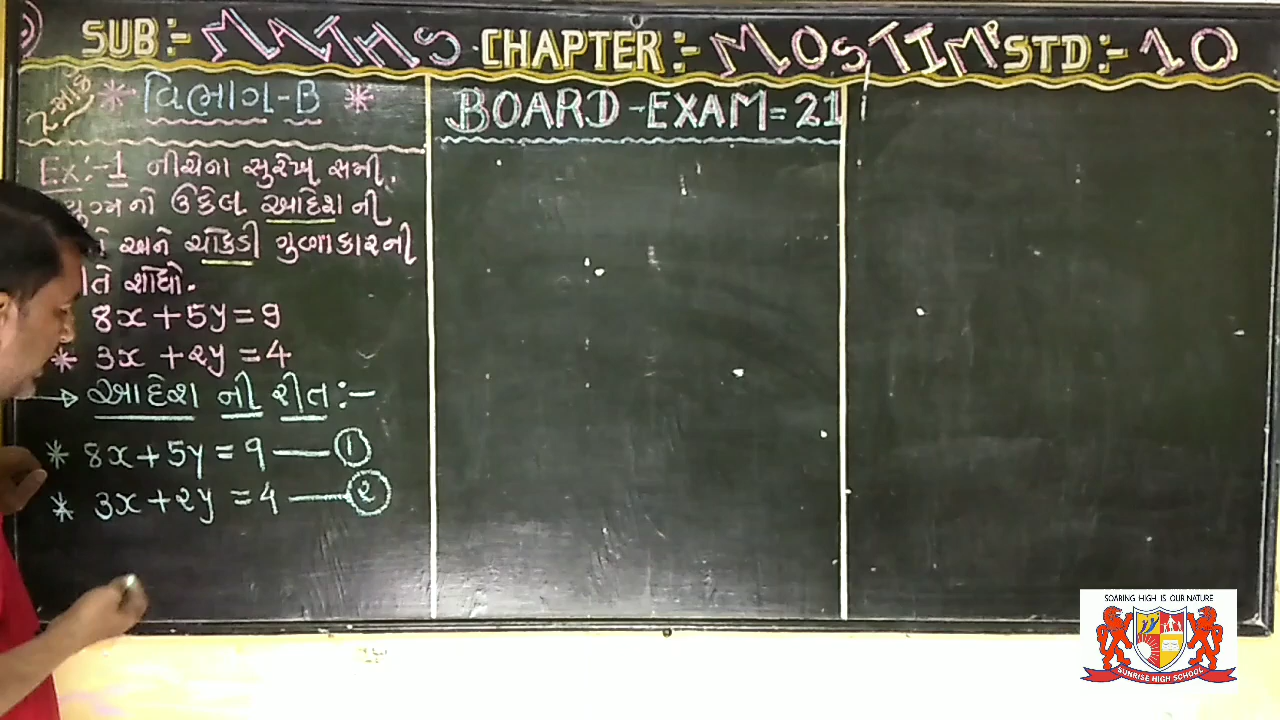 SUB:- MATHS CHAPTER:- MOSTIMP STD:- 10
૨-માર્ક
* વિભાગ-B *
BOARD-EXAM=21
Ex:-1 નીચેના સુરેખ સમી.
યુગ્મનો ઉકેલ આદેશ ની
અને ચોકડી ગુણાકારની
શોધો.
8x+5y=9
* 3x+2y=4
આદેશ ની રીત:-
* 8x+5y=9 — ①
* 3x+2y=4 — ②
SOARING HIGH IS OUR NATURE
SUNRISE HIGH SCHOOL